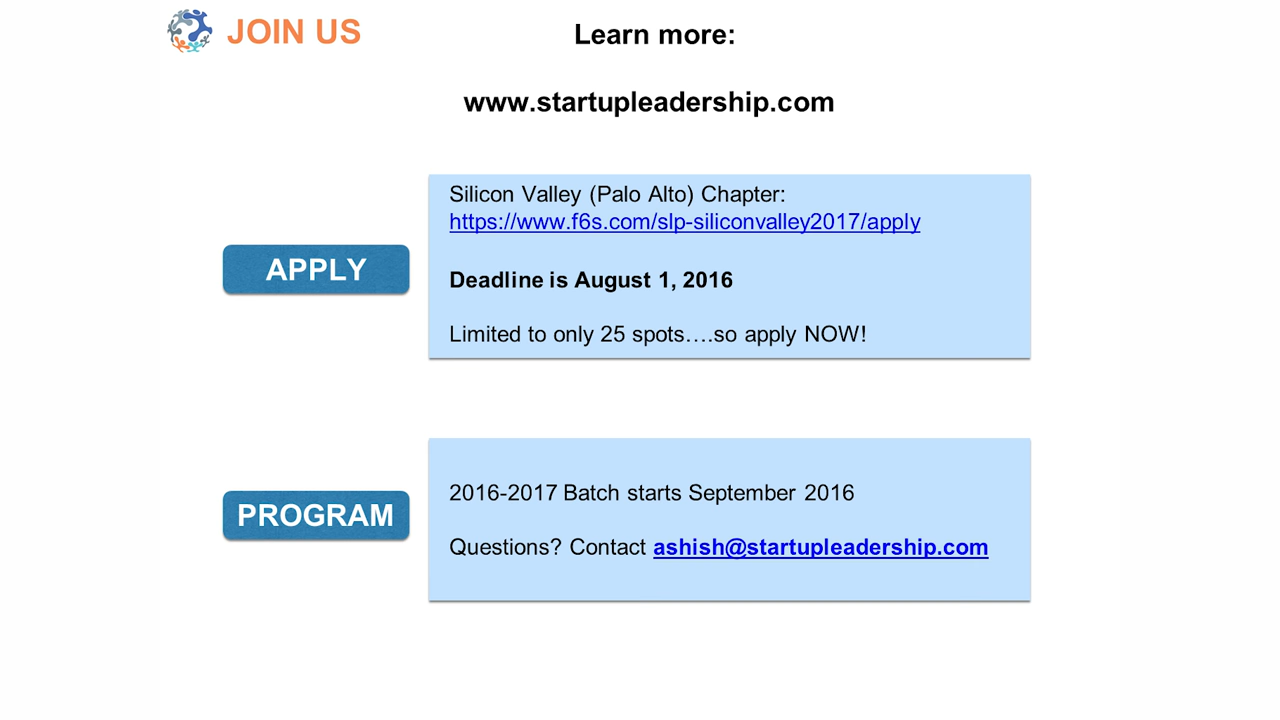 JOIN US
Learn more:
www.startupleadership.com
APPLY
Silicon Valley (Palo Alto) Chapter:
https://www.f6s.com/slp-siliconvalley2017/apply
Deadline is August 1, 2016
Limited to only 25 spots….so apply NOW!
PROGRAM
2016-2017 Batch starts September 2016
Questions? Contact ashish@startupleadership.com